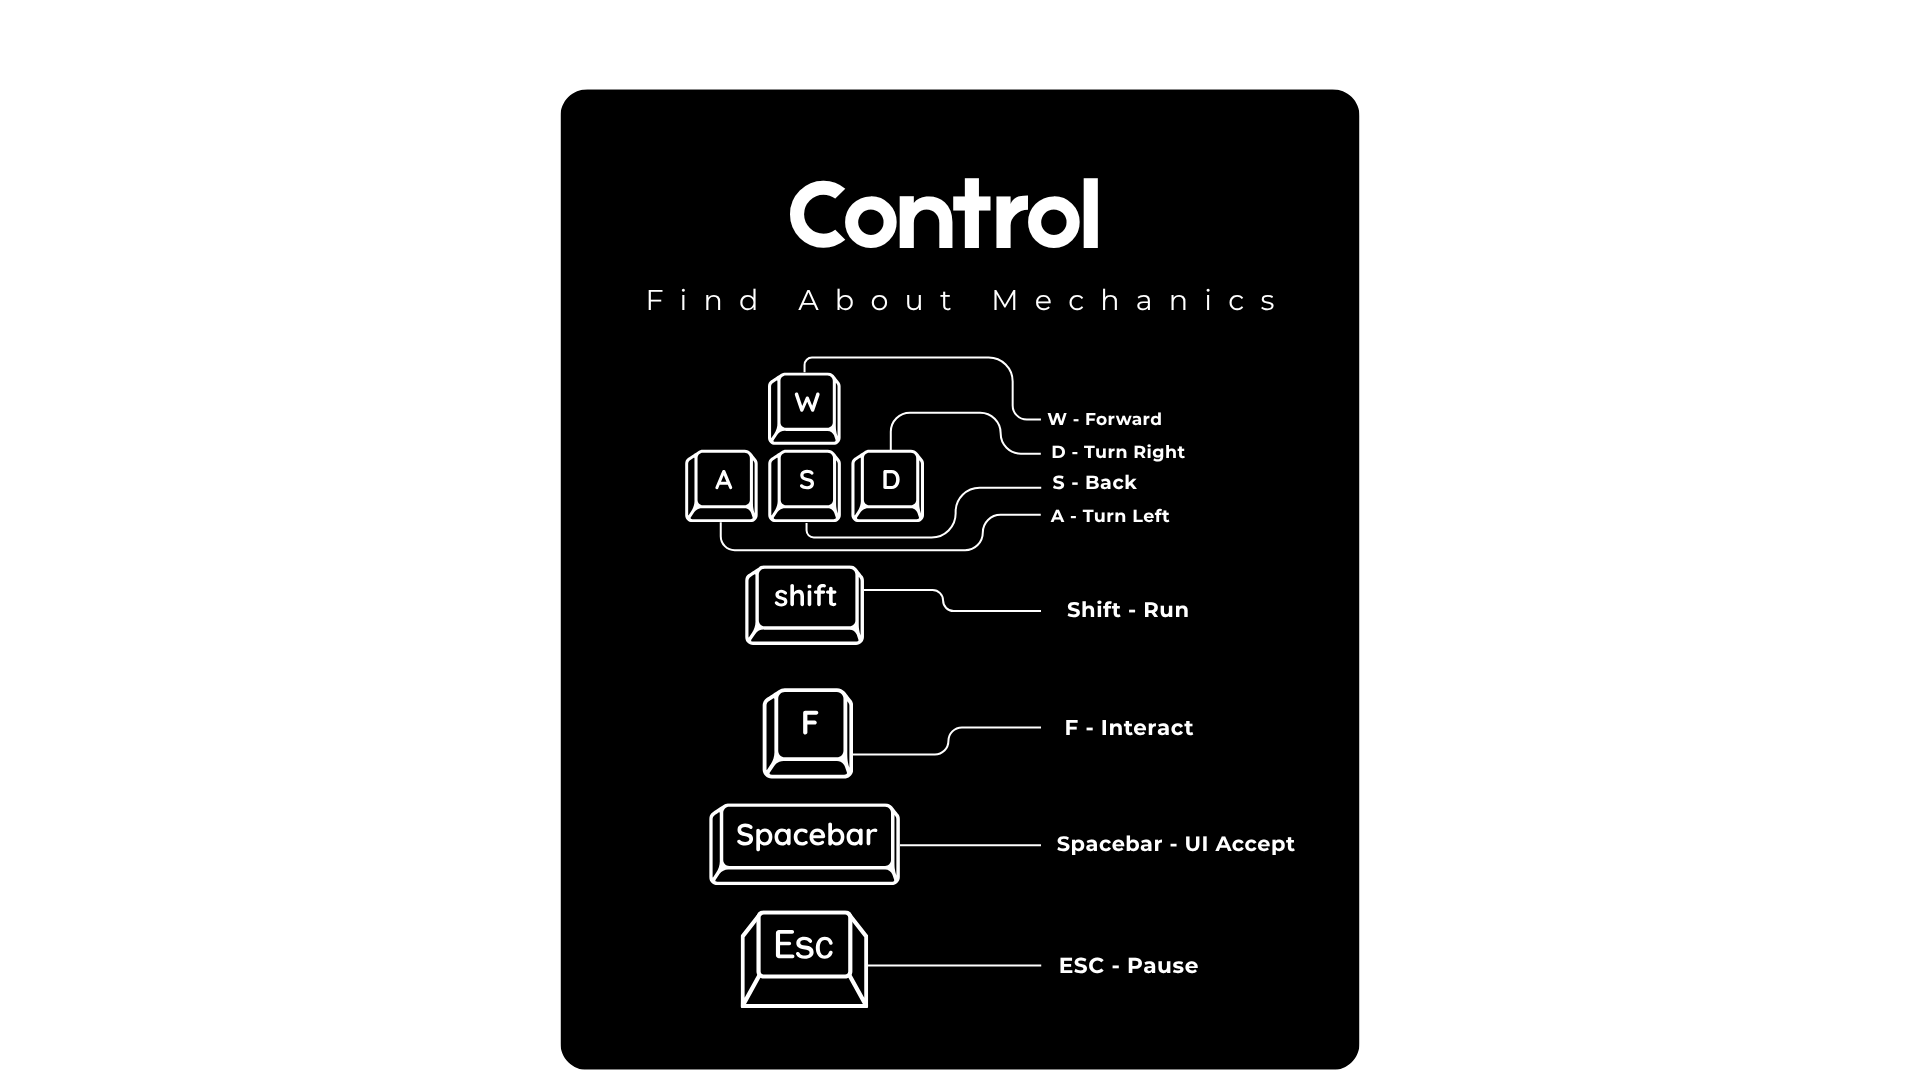 Control
Find About Mechanics
W
W - Forward
D - Turn Right
A S D
S - Back
A - Turn Left
shift
Shift - Run
F
F - Interact
Spacebar
Spacebar - UI Accept
Esc
ESC - Pause